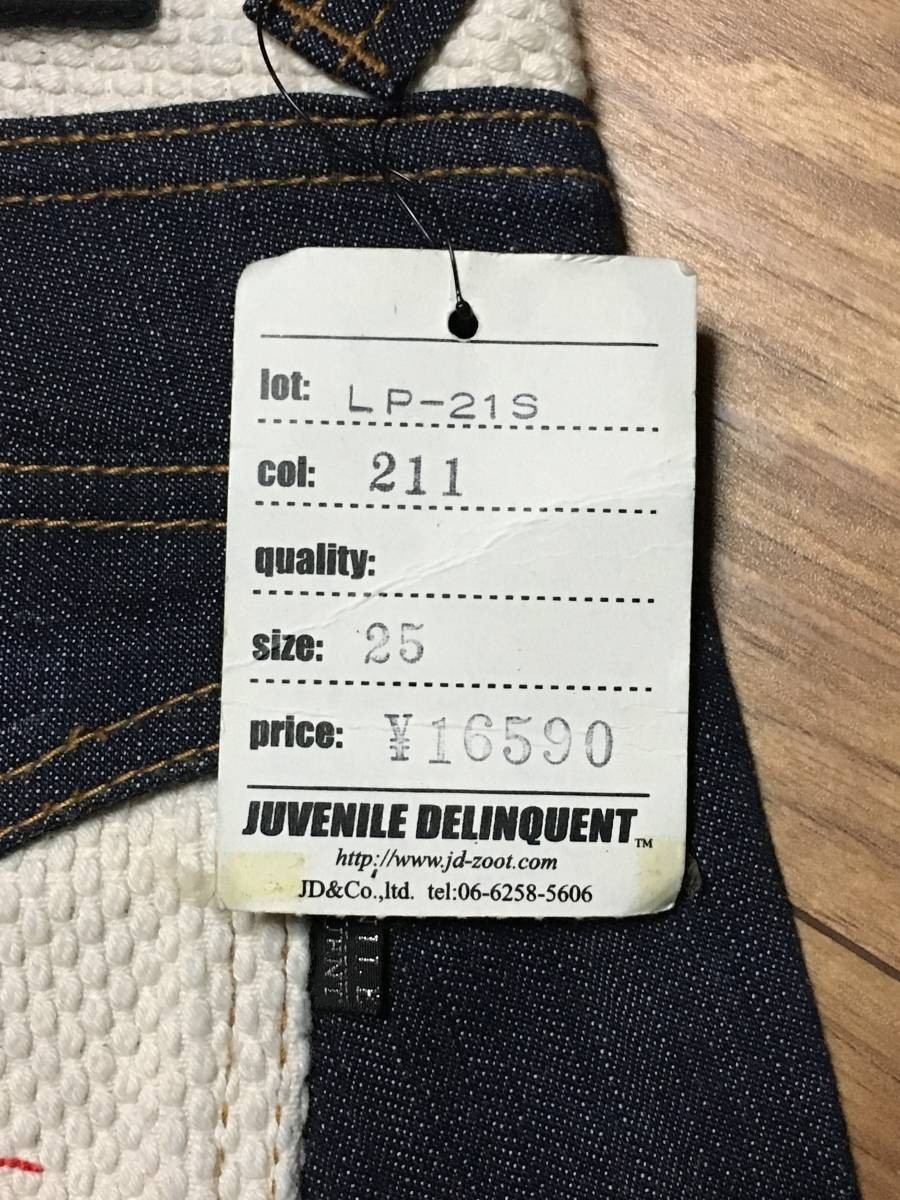 lot: LP-21S
col: 211
quality:
size: 25
price: ¥16590
JUVENILE DELINQUENT™
http://www.jd-zoot.com
JD&Co.,ltd. tel:06-6258-5606